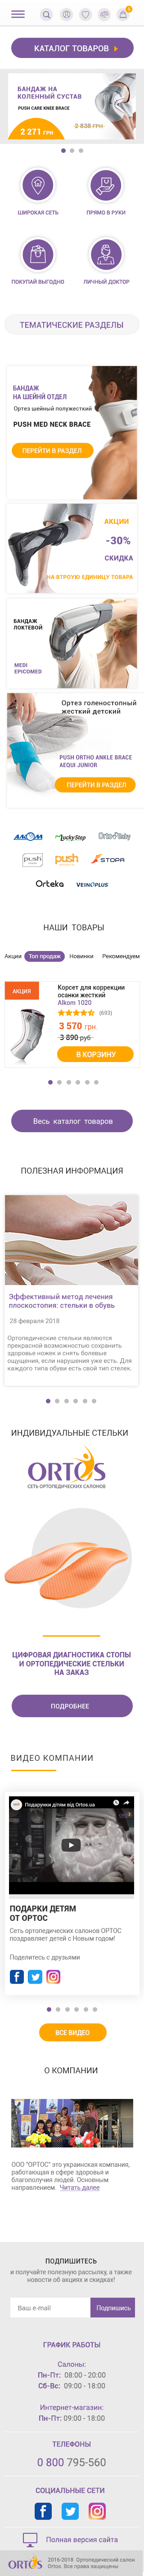 5
КАТАЛОГ ТОВАРОВ
БАНДАЖ НА
КОЛЕННЫЙ СУСТАВ
PUSH CARE KNEE BRACE
2 838 ГРН
2 271 ГРН
ШИРОКАЯ СЕТЬ
ПРЯМО В РУКИ
ПОКУПАЙ ВЫГОДНО
ЛИЧНЫЙ ДОКТОР
ТЕМАТИЧЕСКИЕ РАЗДЕЛЫ
БАНДАЖ
НА ШЕЙНЙ ОТДЕЛ
Ортез шейный полужесткий
PUSH MED NECK BRACE
ПЕРЕЙТИ В РАЗДЕЛ
АКЦИИ
-30%
СКИДКА
НА ВТРОУЮ ЕДИНИЦУ ТОВАРА
БАНДАЖ
ЛОКТЕВОЙ
MEDI
EPICOMED
Ортез голеностопный
жесткий детский
PUSH ORTHO ANKLE BRACE
AEQUI JUNIOR
ПЕРЕЙТИ В РАЗДЕЛ
LuckyStep
push
push
STOPA
Orteka
VENOPLUS
НАШИ ТОВАРЫ
Акции Топ продаж Новинки Рекомендуем
АКЦИЯ
Корсет для коррекции
осанки жесткий
Alkom 1020
(693)
3 570 грн.
3 890 руб
В КОРЗИНУ
Весь каталог товаров
ПОЛЕЗНАЯ ИНФОРМАЦИЯ
Эффективный метод лечения
плоскостопия: стельки в обувь
28 февраля 2018
Ортопедические стельки являются
прекрасной возможностью сохранить
здоровье ножек и снять болевые
ощущения, если нарушения уже есть. Для
каждого типа обуви есть свой тип стелек.
ИНДИВИДУАЛЬНЫЕ СТЕЛЬКИ
ORTOS
СЕТЬ ОРТОПЕДИЧЕСКИХ САЛОНОВ
ЦИФРОВАЯ ДИАГНОСТИКА СТОПЫ
И ОРТОПЕДИЧЕСКИЕ СТЕЛЬКИ
НА ЗАКАЗ
ПОДРОБНЕЕ
ВИДЕО КОМПАНИИ
Подарунки дітям від Ortos.ua
ПОДАРКИ ДЕТЯМ
ОТ ОРТОС
Сеть ортопедических салонов ОРТОС
поздравляет детей с Новым годом!
Поделитесь с друзьями
ВСЕ ВИДЕО
О КОМПАНИИ
ООО "ОРТОС" это украинская компания,
работающая в сфере здоровья и
благополучия людей. Основным
направлением. Читать далее
ПОДПИШИТЕСЬ
и получайте полезную рассылку, а также
новости об акциях и скидках!
Ваш e-mail
Подпишись
ГРАФИК РАБОТЫ
Салоны:
Пн-Пт: 08:00 - 20:00
Сб-Вс: 09:00 - 18:00
Интернет-магазин:
Пн-Пт: 09:00 - 18:00
ТЕЛЕФОНЫ
0 800 795-560
СОЦИАЛЬНЫЕ СЕТИ
Полная версия сайта
ORTOS
2016-2018 Ортопедический салон
Ortos. Все права защищены